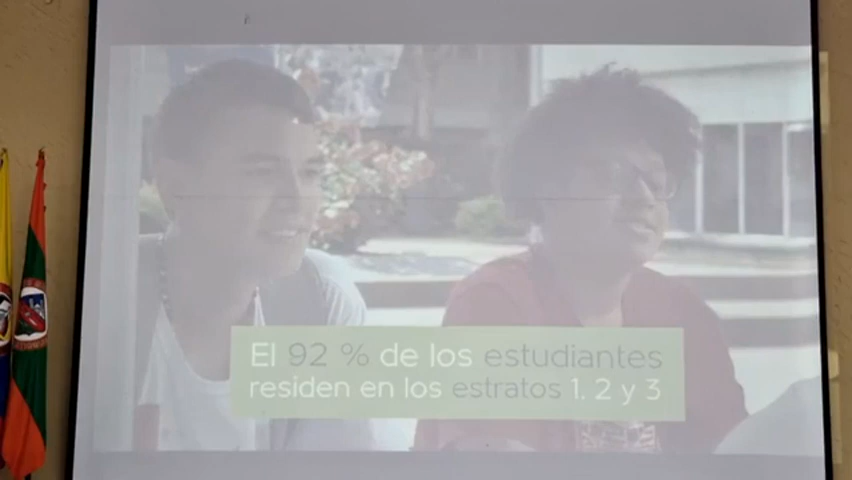 El 92 % de los estudiantes
residen en los estratos 1, 2 y 3